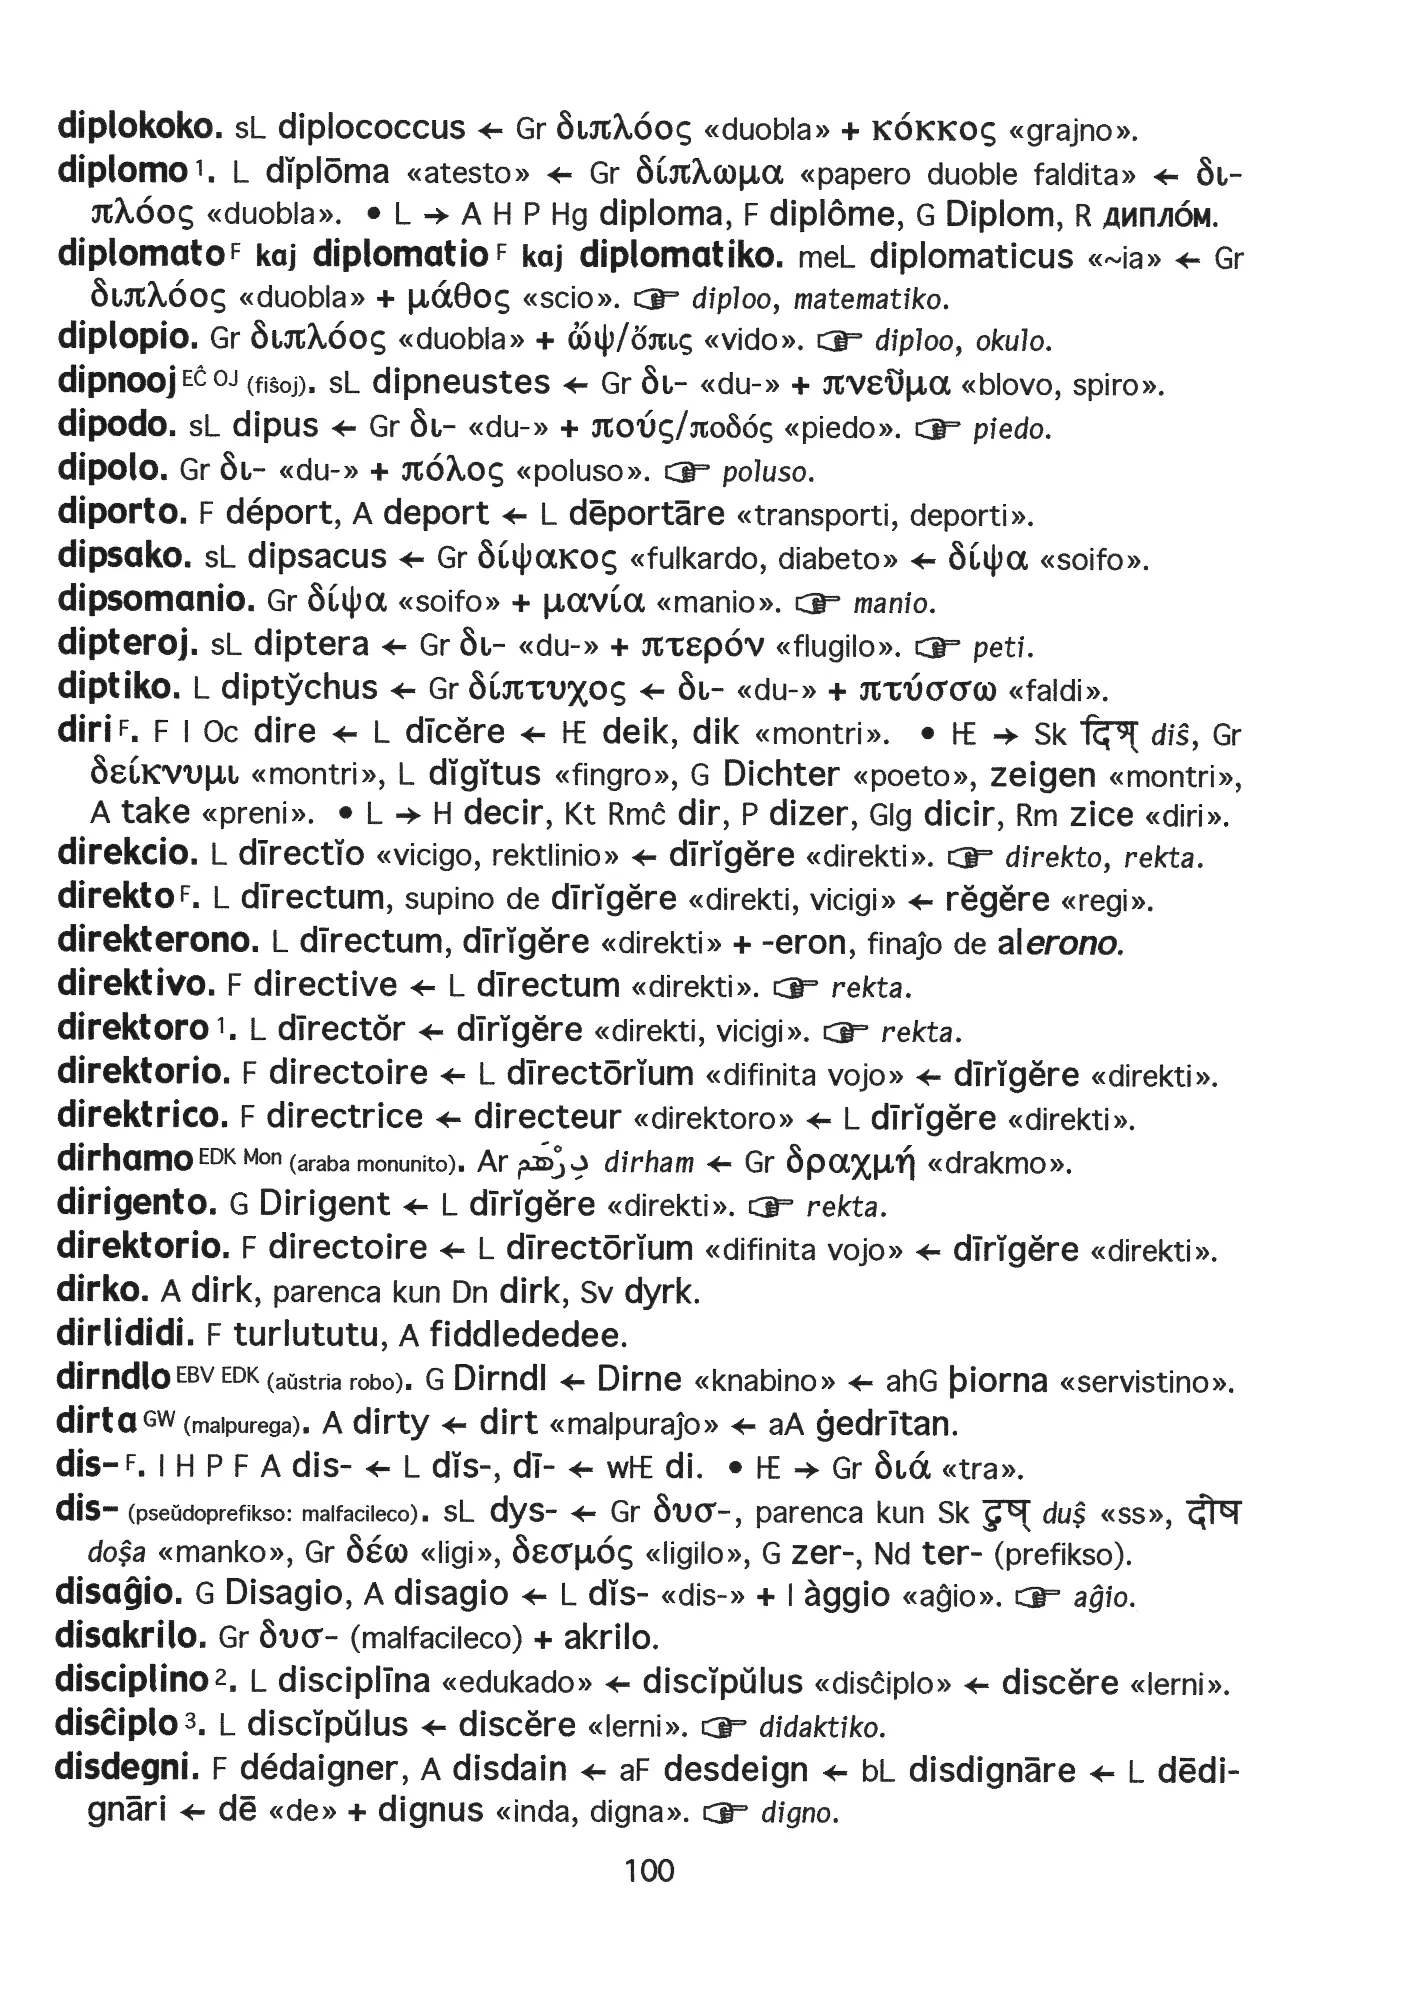 diplokoko. sL diplococcus ← Gr διπλόος «duobla» + κόκκος «grajno».
diplomo ¹. L dĭplōma «atesto» ← Gr δίπλωμα «papero duoble faldita» ← δι-
πλόος «duobla». • L → A H P Hg diploma, F diplôme, G Diplom, R дипло́м.
diplomato F kaj diplomatio F kaj diplomatiko. meL diplomaticus «~ia» ← Gr
διπλόος «duobla» + μάθος «scio». ☞ diploo, matematiko.
diplopio. Gr διπλόος «duobla» + ὤψ/ὄπις «vido». ☞ diploo, okulo.
dipnooj EĈ OJ (fiŝoj). sL dipneustes ← Gr δι- «du-» + πνεῦμα «blovo, spiro».
dipodo. sL dipus ← Gr δι- «du-» + πούς/ποδός «piedo». ☞ piedo.
dipolo. Gr δι- «du-» + πόλος «poluso». ☞ poluso.
diporto. F déport, A deport ← L dēportāre «transporti, deporti».
dipsako. sL dipsacus ← Gr δίψακος «fulkardo, diabeto» ← δίψα «soifo».
dipsomanio. Gr δίψα «soifo» + μανία «manio». ☞ manio.
dipteroj. sL diptera ← Gr δι- «du-» + πτερόν «flugilo». ☞ peti.
diptiko. L diptўchus ← Gr δίπτυχος ← δι- «du-» + πτύσσω «faldi».
diri F. F I Oc dire ← L dīcĕre ← IE deik, dik «montri». • IE → Sk दिश् diŝ, Gr
δείκνυμι «montri», L dĭgĭtus «fingro», G Dichter «poeto», zeigen «montri»,
A take «preni». • L → H decir, Kt Rmĉ dir, P dizer, Glg dicir, Rm zice «diri».
direkcio. L dīrectĭo «vicigo, rektlinio» ← dīrĭgĕre «direkti». ☞ direkto, rekta.
direkto F. L dīrectum, supino de dīrĭgĕre «direkti, vicigi» ← rĕgĕre «regi».
direkterono. L dīrectum, dīrĭgĕre «direkti» + -eron, finaĵo de alerono.
direktivo. F directive ← L dīrectum «direkti». ☞ rekta.
direktoro ¹. L dīrectŏr ← dīrĭgĕre «direkti, vicigi». ☞ rekta.
direktorio. F directoire ← L dīrectōrĭum «difinita vojo» ← dīrĭgĕre «direkti».
direktrico. F directrice ← directeur «direktoro» ← L dīrĭgĕre «direkti».
dirhamo EDK Mon (araba monunito). Ar دِرْهَم dirham ← Gr δραχμή «drakmo».
dirigento. G Dirigent ← L dīrĭgĕre «direkti». ☞ rekta.
direktorio. F directoire ← L dīrectōrĭum «difinita vojo» ← dīrĭgĕre «direkti».
dirko. A dirk, parenca kun Dn dirk, Sv dyrk.
dirlididi. F turlututu, A fiddlededee.
dirndlo EBV EDK (aŭstria robo). G Dirndl ← Dirne «knabino» ← ahG þiorna «servistino».
dirta GW (malpurega). A dirty ← dirt «malpuraĵo» ← aA ġedrītan.
dis- F. I H P F A dis- ← L dĭs-, dī- ← wIE di. • IE → Gr διά «tra».
dis- (pseŭdoprefikso: malfacileco). sL dys- ← Gr δυσ-, parenca kun Sk दुष् duṣ̂ «ss», दोष
doṣ̂a «manko», Gr δέω «ligi», δεσμός «ligilo», G zer-, Nd ter- (prefikso).
disaĝio. G Disagio, A disagio ← L dĭs- «dis-» + I àggio «aĝio». ☞ aĝio.
disakrilo. Gr δυσ- (malfacileco) + akrilo.
disciplino ². L disciplīna «edukado» ← discĭpŭlus «disĉiplo» ← discĕre «lerni».
disĉiplo ³. L discĭpŭlus ← discĕre «lerni». ☞ didaktiko.
disdegni. F dédaigner, A disdain ← aF desdeign ← bL disdignāre ← L dēdi-
gnāri ← dē «de» + dignus «inda, digna». ☞ digno.
100